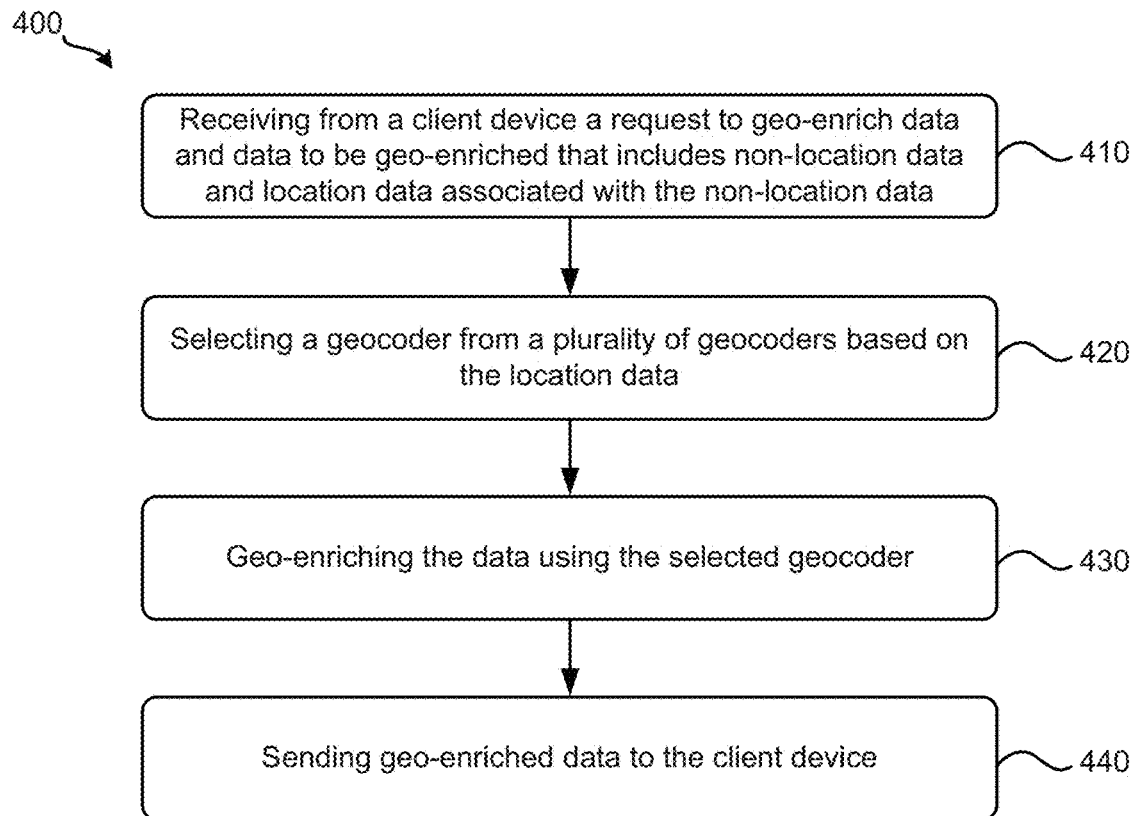 400
Receiving from a client device a request to geo-enrich data
and data to be geo-enriched that includes non-location data
and location data associated with the non-location data
410
Selecting a geocoder from a plurality of geocoders based on
the location data
420
Geo-enriching the data using the selected geocoder
430
Sending geo-enriched data to the client device
440